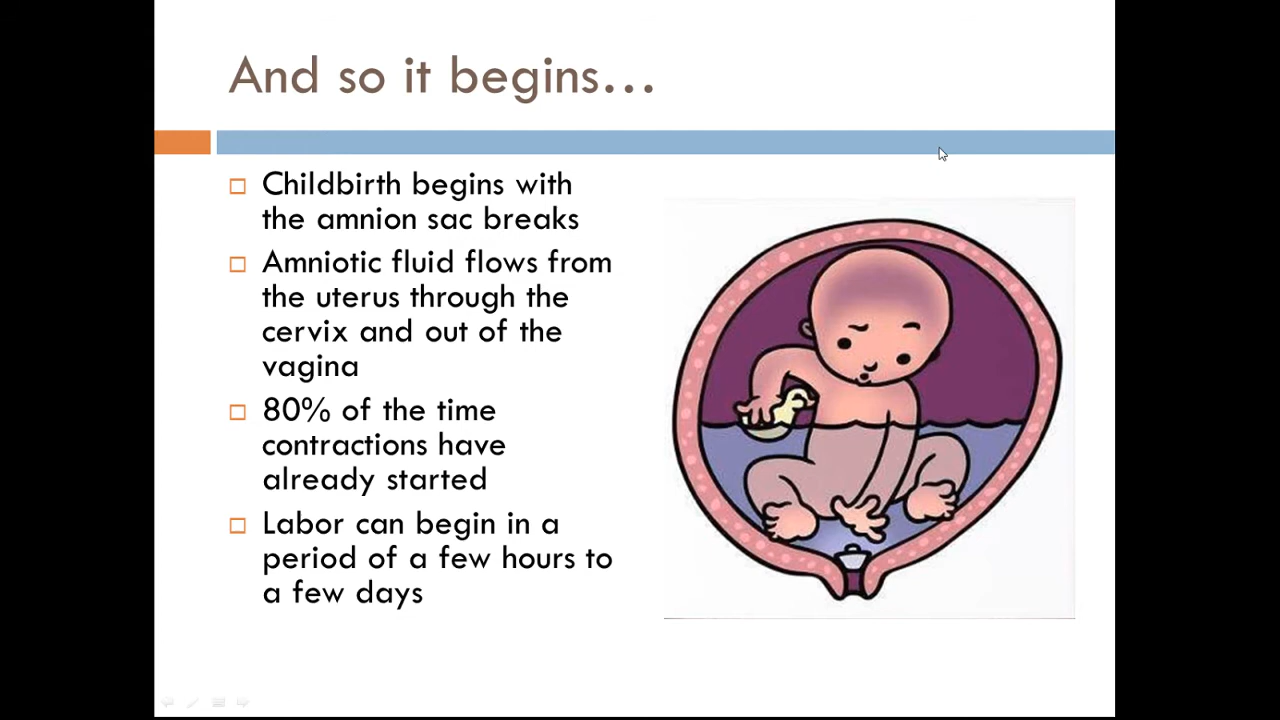 And so it begins…
Childbirth begins with
the amnion sac breaks
Amniotic fluid flows from
the uterus through the
cervix and out of the
vagina
80% of the time
contractions have
already started
Labor can begin in a
period of a few hours to
a few days